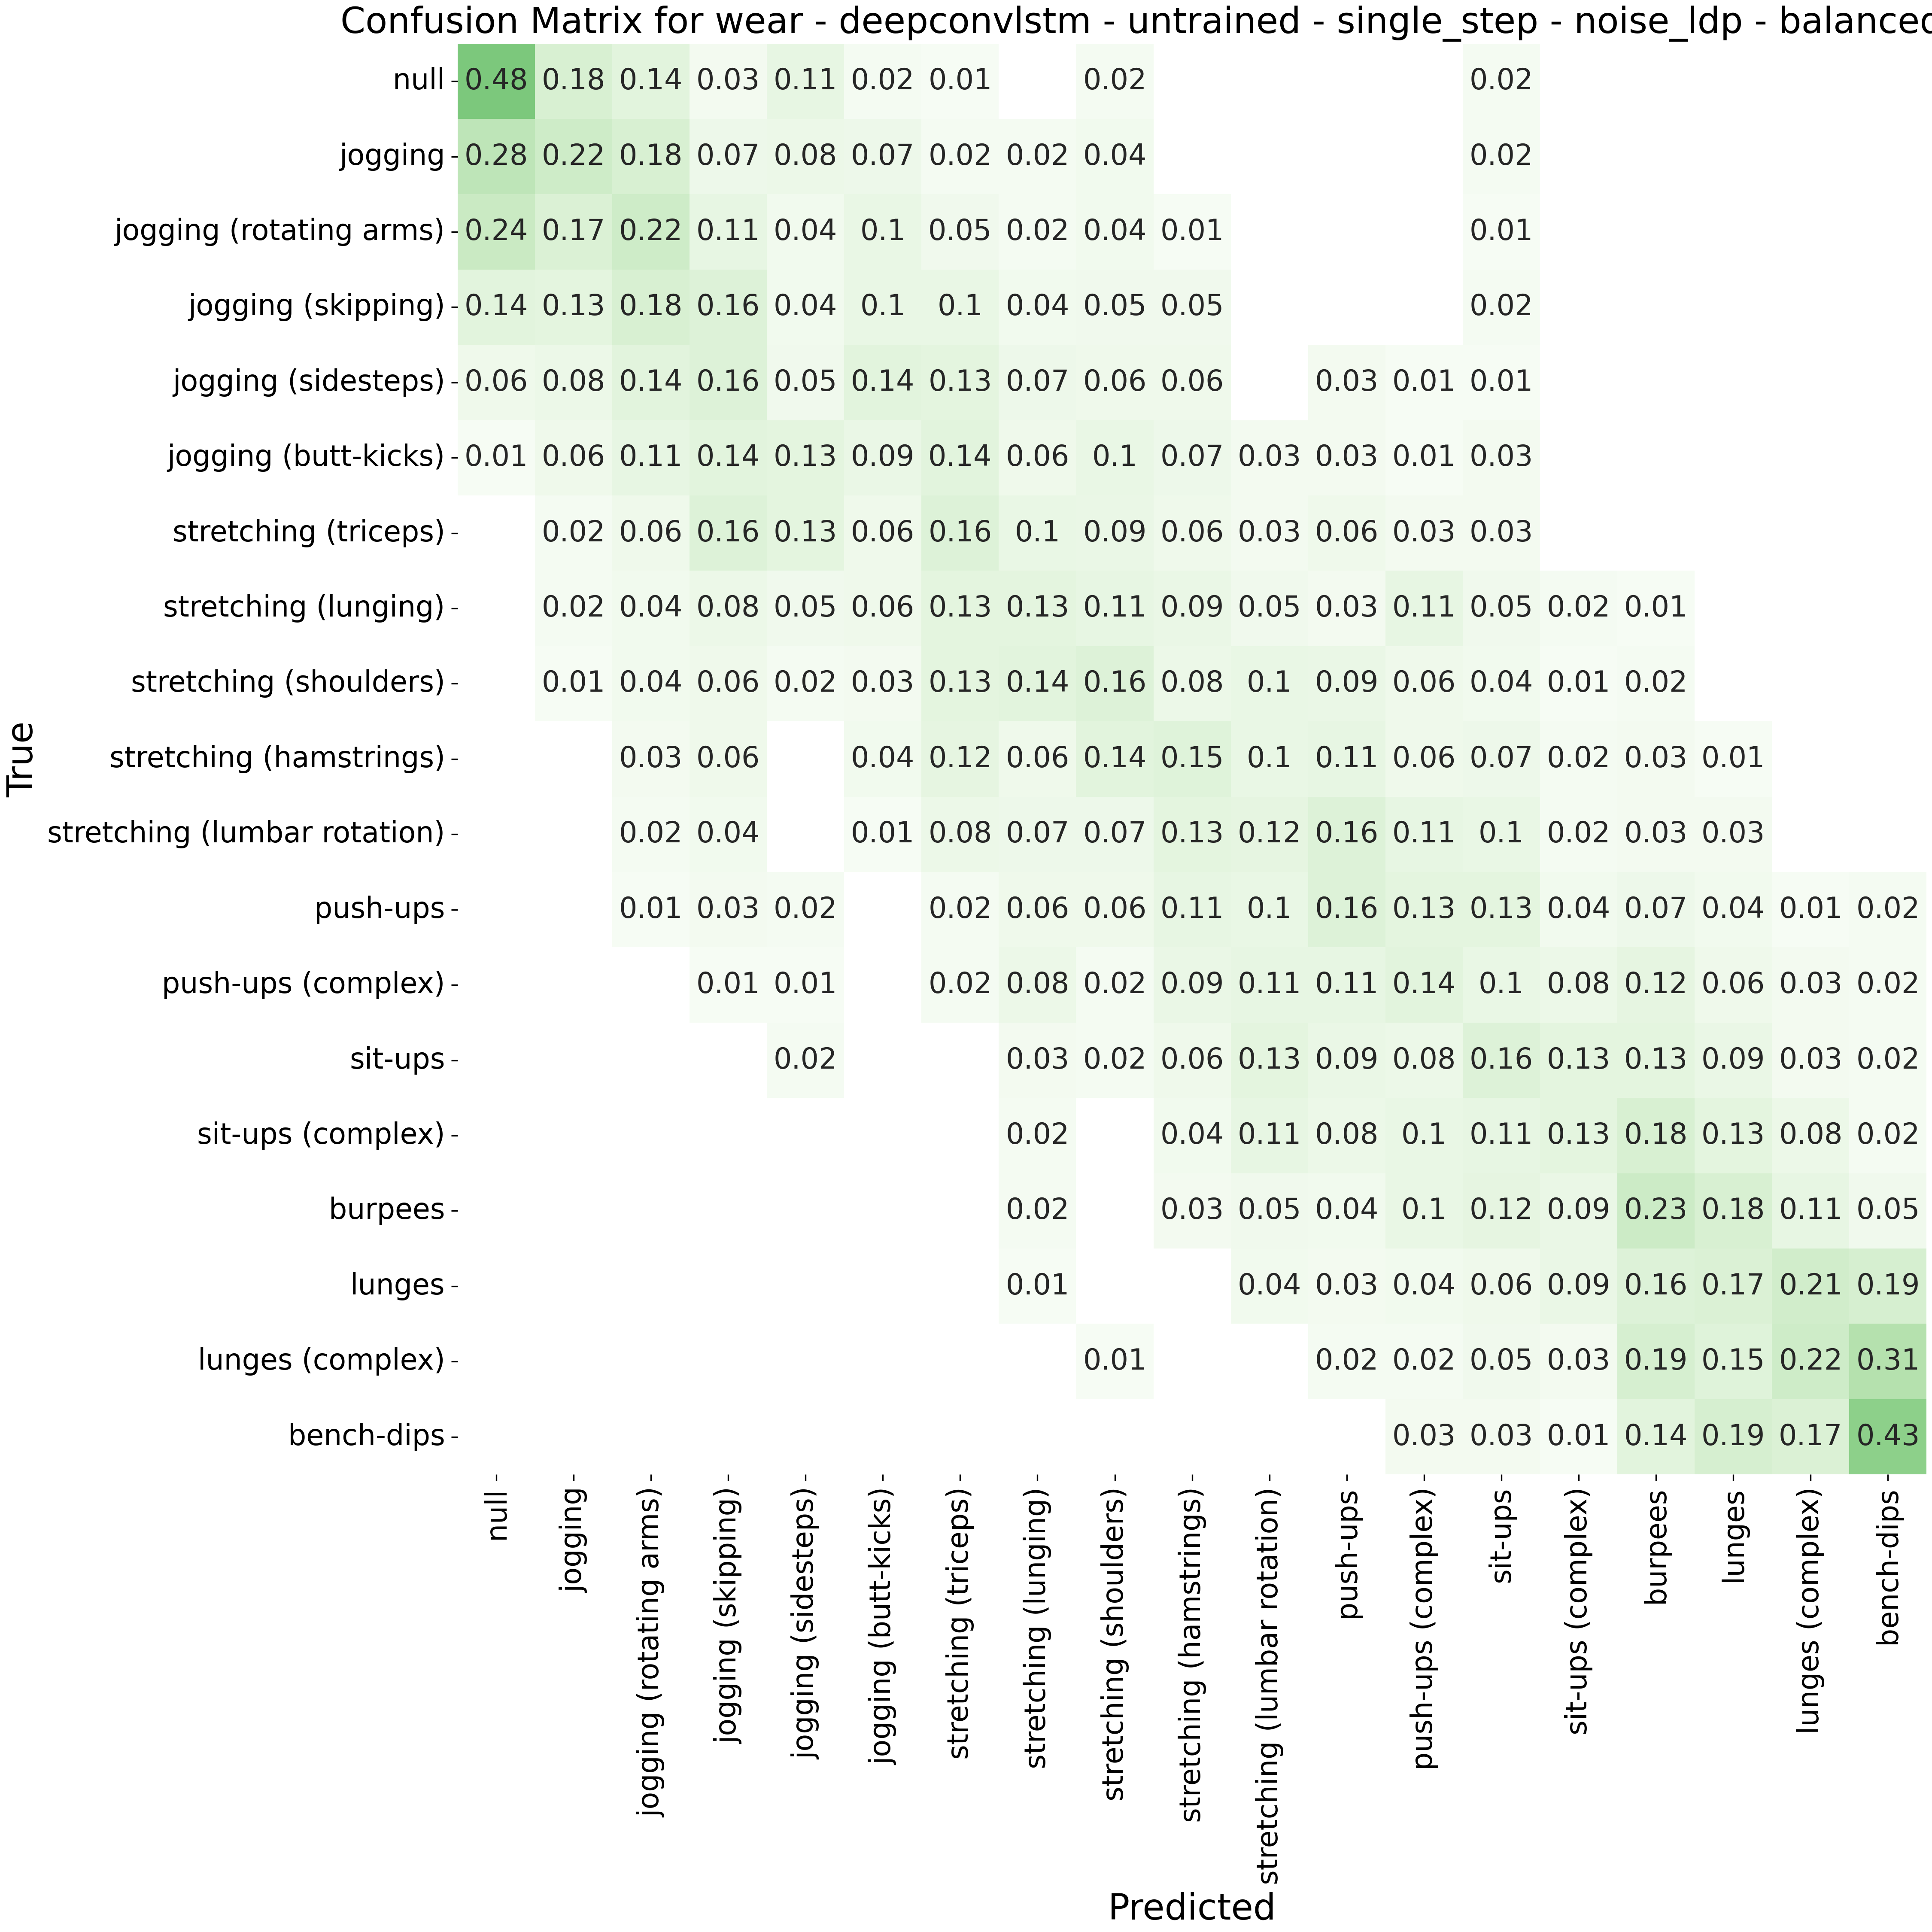 Confusion Matrix for wear - deepconvlstm - untrained - single_step - noise_ldp - balanced
null 0.48 0.18 0.14 0.03 0.11 0.02 0.01 0.02 0.02
jogging 0.28 0.22 0.18 0.07 0.08 0.07 0.02 0.02 0.04 0.02
jogging (rotating arms) 0.24 0.17 0.22 0.11 0.04 0.1 0.05 0.02 0.04 0.01 0.01
jogging (skipping) 0.14 0.13 0.18 0.16 0.04 0.1 0.1 0.04 0.05 0.05 0.02
jogging (sidesteps) 0.06 0.08 0.14 0.16 0.05 0.14 0.13 0.07 0.06 0.06 0.03 0.01 0.01
jogging (butt-kicks) 0.01 0.06 0.11 0.14 0.13 0.09 0.14 0.06 0.1 0.07 0.03 0.03 0.01 0.03
stretching (triceps) 0.02 0.06 0.16 0.13 0.06 0.16 0.1 0.09 0.06 0.03 0.06 0.03 0.03
stretching (lunging) 0.02 0.04 0.08 0.05 0.06 0.13 0.13 0.11 0.09 0.05 0.03 0.11 0.05 0.02 0.01
stretching (shoulders) 0.01 0.04 0.06 0.02 0.03 0.13 0.14 0.16 0.08 0.1 0.09 0.06 0.04 0.01 0.02
stretching (hamstrings) 0.03 0.06 0.04 0.12 0.06 0.14 0.15 0.1 0.11 0.06 0.07 0.02 0.03 0.01
stretching (lumbar rotation) 0.02 0.04 0.01 0.08 0.07 0.07 0.13 0.12 0.16 0.11 0.1 0.02 0.03 0.03
push-ups 0.01 0.03 0.02 0.02 0.06 0.06 0.11 0.1 0.16 0.13 0.13 0.04 0.07 0.04 0.01 0.02
push-ups (complex) 0.01 0.01 0.02 0.08 0.02 0.09 0.11 0.11 0.14 0.1 0.08 0.12 0.06 0.03 0.02
sit-ups 0.02 0.03 0.02 0.06 0.13 0.09 0.08 0.16 0.13 0.13 0.09 0.03 0.02
sit-ups (complex) 0.02 0.04 0.11 0.08 0.1 0.11 0.13 0.18 0.13 0.08 0.02
burpees 0.02 0.03 0.05 0.04 0.1 0.12 0.09 0.23 0.18 0.11 0.05
lunges 0.01 0.04 0.03 0.04 0.06 0.09 0.16 0.17 0.21 0.19
lunges (complex) 0.01 0.02 0.02 0.05 0.03 0.19 0.15 0.22 0.31
bench-dips 0.03 0.03 0.01 0.14 0.19 0.17 0.43
True
null
jogging
jogging (rotating arms)
jogging (skipping)
jogging (sidesteps)
jogging (butt-kicks)
stretching (triceps)
stretching (lunging)
stretching (shoulders)
stretching (hamstrings)
stretching (lumbar rotation)
push-ups
push-ups (complex)
sit-ups
sit-ups (complex)
burpees
lunges
lunges (complex)
bench-dips
Predicted